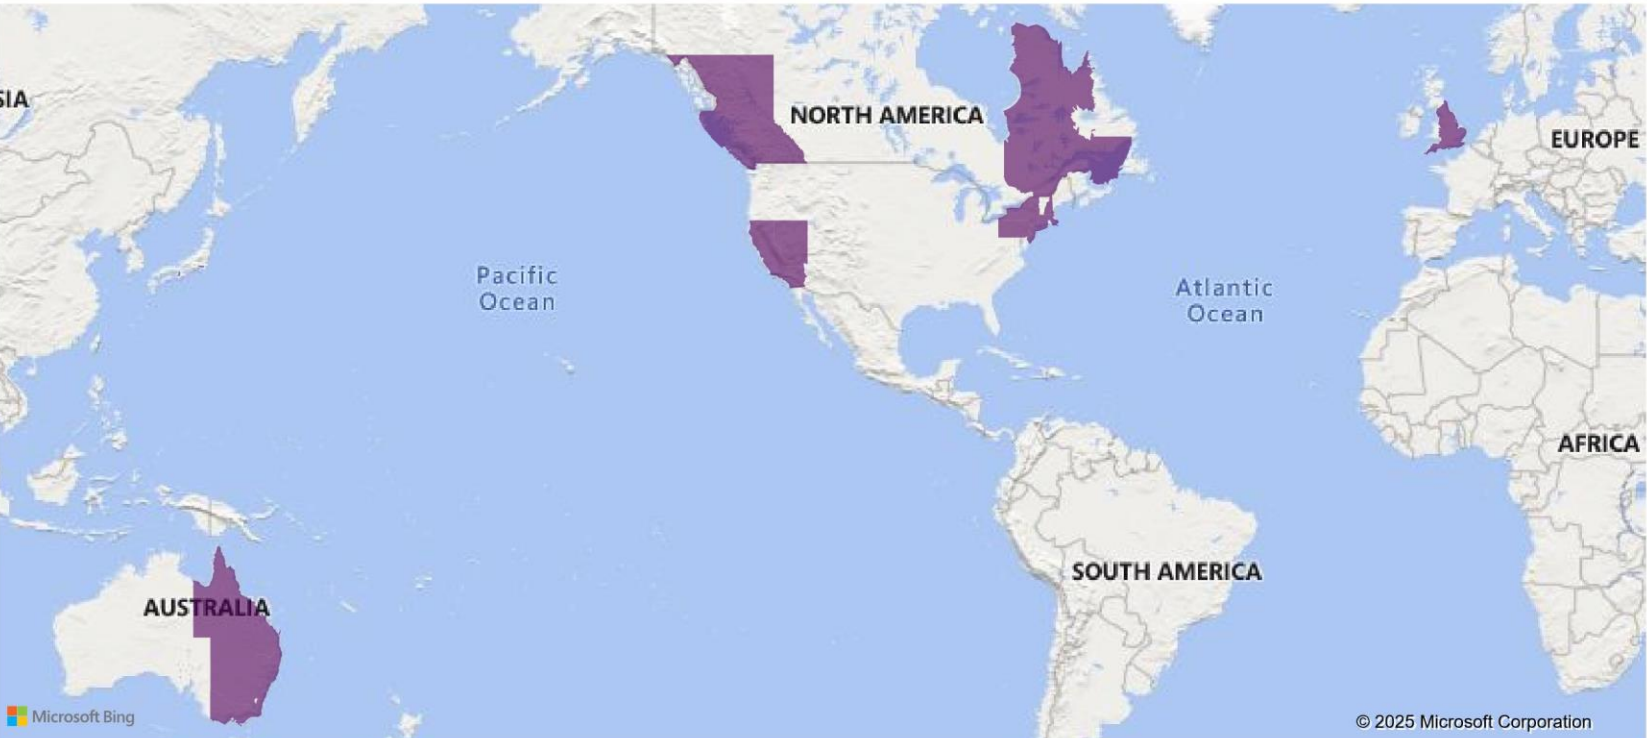 SIA
NORTH AMERICA
EUROPE
Pacific
Ocean
Atlantic
Ocean
AFRICA
SOUTH AMERICA
AUSTRALIA
Microsoft Bing
© 2025 Microsoft Corporation